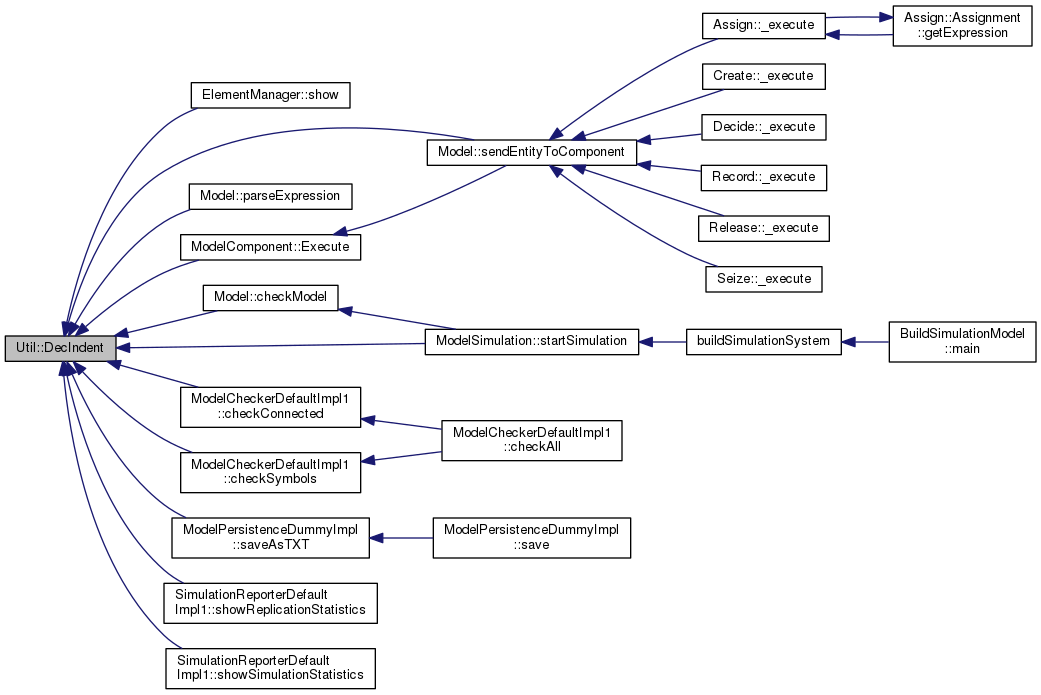 Assign::_execute
Assign::Assignment
::getExpression
Create::_execute
ElementManager::show
Decide::_execute
Model::sendEntityToComponent
Record::_execute
Model::parseExpression
Release::_execute
ModelComponent::Execute
Seize::_execute
Model::checkModel
Util::DecIndent
ModelSimulation::startSimulation
buildSimulationSystem
BuildSimulationModel
::main
ModelCheckerDefaultImpl1
::checkConnected
ModelCheckerDefaultImpl1
::checkAll
ModelCheckerDefaultImpl1
::checkSymbols
ModelPersistenceDummyImpl
::saveAsTXT
ModelPersistenceDummyImpl
::save
SimulationReporterDefault
Impl1::showReplicationStatistics
SimulationReporterDefault
Impl1::showSimulationStatistics